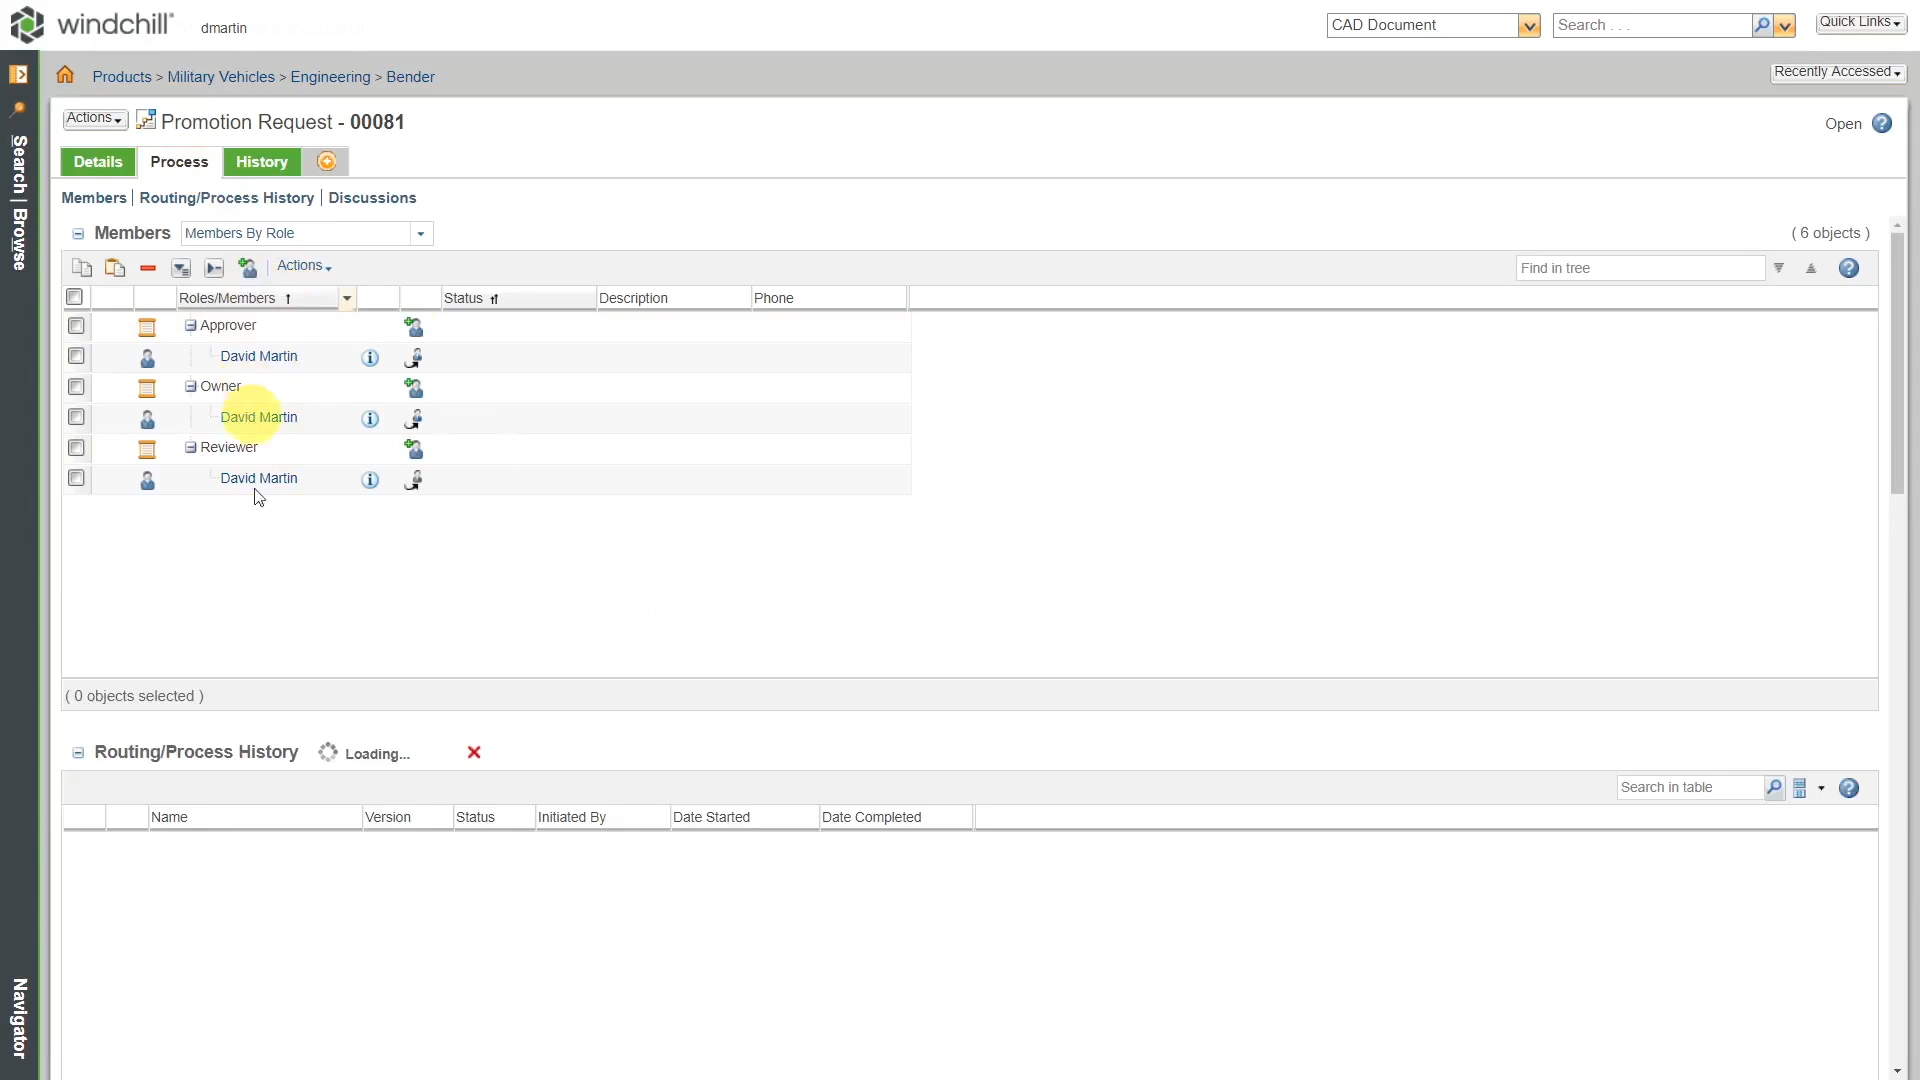 windchill
dmartin
CAD Document
Search . . .
Quick Links
Products > Military Vehicles > Engineering > Bender
Recently Accessed
Actions
Promotion Request - 00081
Open
Details
Process
History
Search | Browse
Members | Routing/Process History | Discussions
Members
Members By Role
( 6 objects )
Actions
Find in tree
Roles/Members
Status
Description
Phone
Approver
David Martin
Owner
David Martin
Reviewer
David Martin
( 0 objects selected )
Routing/Process History
Loading...
Search in table
Name
Version
Status
Initiated By
Date Started
Date Completed
Navigator